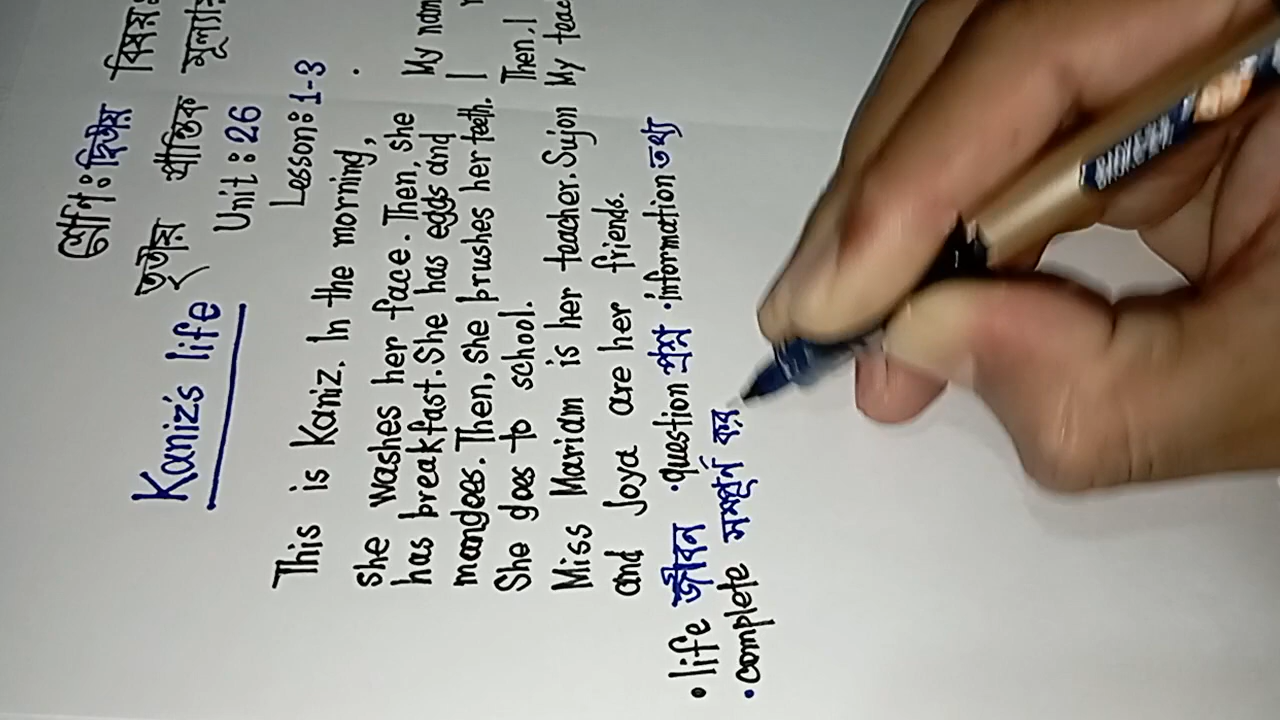 শ্রেণি: দ্বিতীয় বিষয়:
তৃতীয় প্রান্তিক মূল্যায়
Kaniz's life
Unit: 26
Lesson: 1-3
This is Kaniz. In the morning,
she washes her face. Then, she
has breakfast. She has eggs and
mangoes. Then, she brushes her teeth.
She goes to school.
Miss Mariam is her teacher. Sujon
and Joya are her friends.
My nam
I
Then, I
My teac
• life জীবন • question প্রশ্ন • information তথ্য
• complete সম্পূর্ণ কর